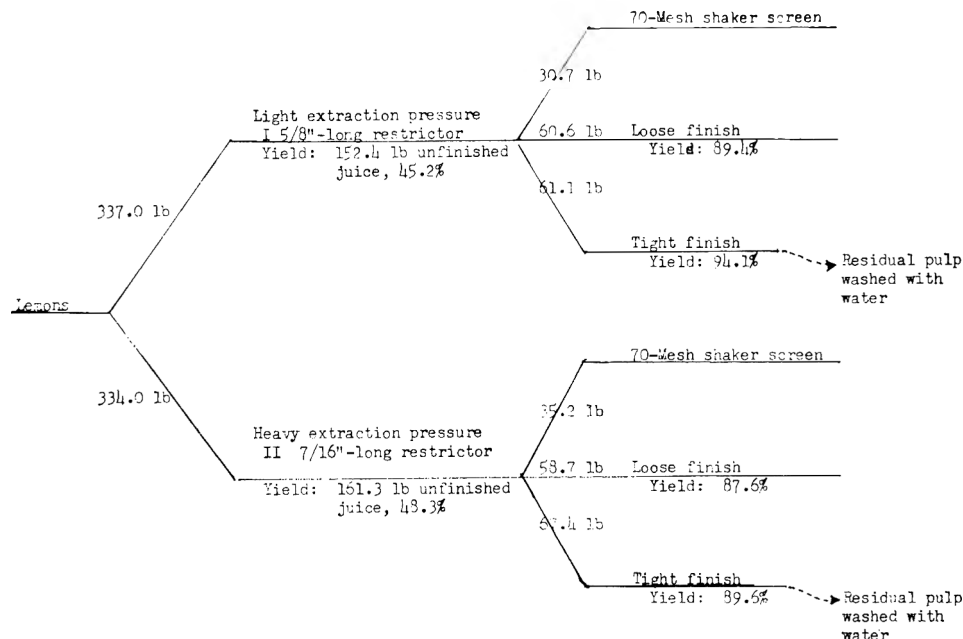 70-Mesh shaker screen
30.7 lb
Light extraction pressure
I 5/8"-long restrictor
60.6 lb Loose finish
Yield: 152.4 lb unfinished
Yield: 89.4%
juice, 45.2%
61.1 lb
337.0 lb
Tight finish
Yield: 94.1%
Residual pulp
washed with
water
Lemons
70-Mesh shaker screen
334.0 lb
35.2 lb
Heavy extraction pressure
II 7/16"-long restrictor
58.7 lb Loose finish
Yield: 161.3 lb unfinished
Yield: 87.6%
juice, 48.3%
lb
Tight finish
Yield: 89.6%
Residual pulp
washed with
water